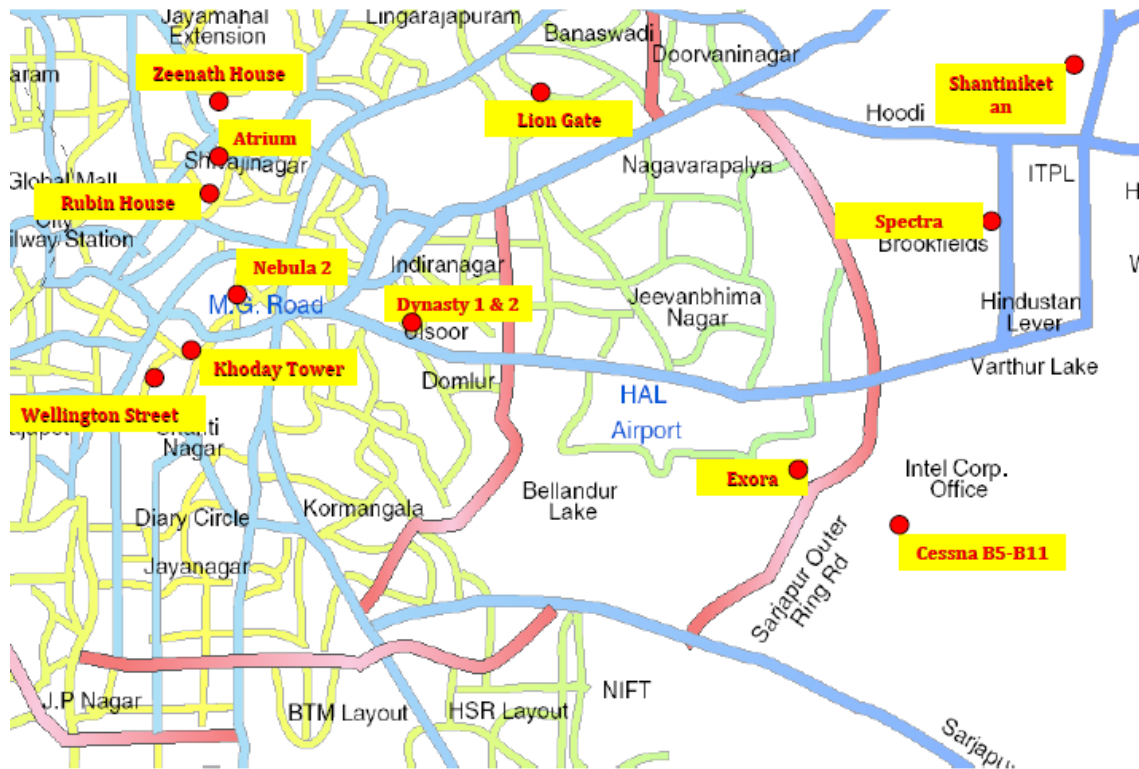 Jayamahal
Extension
Lingarajapuram
Banaswadi
Doorvaninagar
Zeenath House
Shantiniket
an
aram
Lion Gate
Hoodi
Atrium
Shivajinagar
Nagavarapalya
Global Mall
ITPL
Rubin House
City
ilway Station
Spectra
Brookfields
H
W
Nebula 2
Indiranagar
M.G. Road
Dynasty 1 & 2
Ulsoor
Jeevanbhima
Nagar
Hindustan
Lever
Khoday Tower
Domlur
Varthur Lake
HAL
Airport
Wellington Street
Nagar
Exora
Intel Corp.
Office
Bellandur
Lake
Kormangala
Diary Circle
Cessna B5-B11
Jayanagar
Sarjapur Outer
Ring Rd
J.P Nagar
BTM Layout
HSR Layout
NIFT